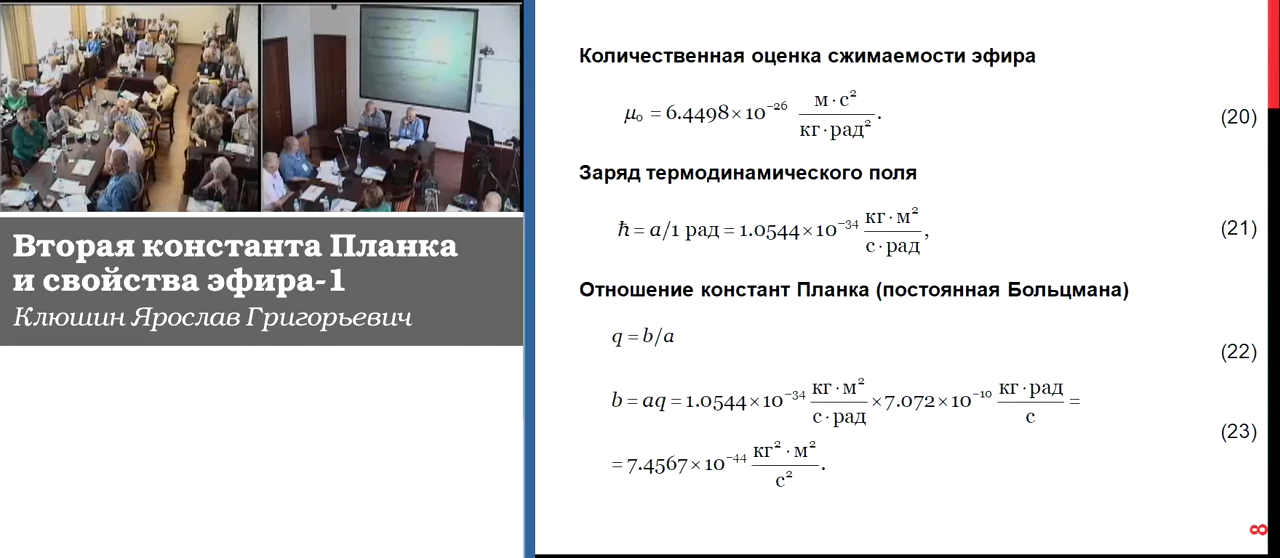 Вторая константа Планка
и свойства эфира-1
Клюшин Ярослав Григорьевич
Количественная оценка сжимаемости эфира
μ₀ = 6.4498×10⁻²⁶ м·с²/кг·рад². (20)
Заряд термодинамического поля
ħ = a/1 рад = 1.0544×10⁻³⁴ кг·м²/с·рад, (21)
Отношение констант Планка (постоянная Больцмана)
q = b/a
(22)
b = aq = 1.0544×10⁻³⁴ кг·м²/с·рад ×7.072×10⁻¹⁰ кг·рад/с =
(23)
= 7.4567×10⁻⁴⁴ кг²·м²/с².
8